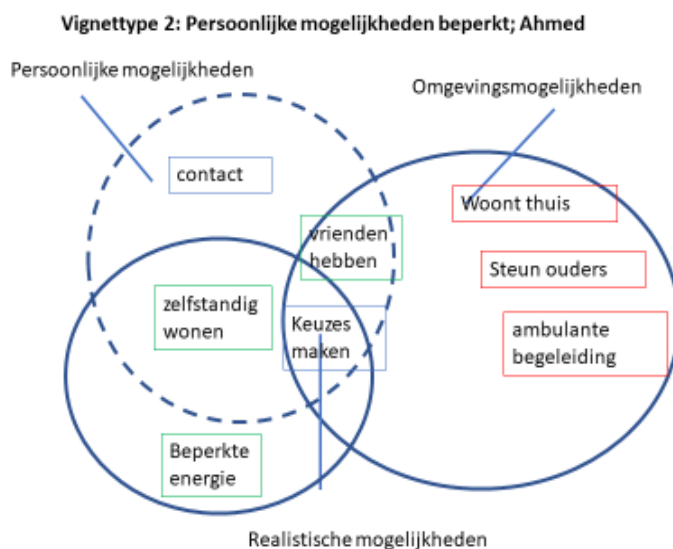 Vignettype 2: Persoonlijke mogelijkheden beperkt; Ahmed
Persoonlijke mogelijkheden
Omgevingsmogelijkheden
contact
Woont thuis
vrienden
hebben
Steun ouders
zelfstandig
wonen
Keuzes
maken
ambulante
begeleiding
Beperkte
energie
Realistische mogelijkheden